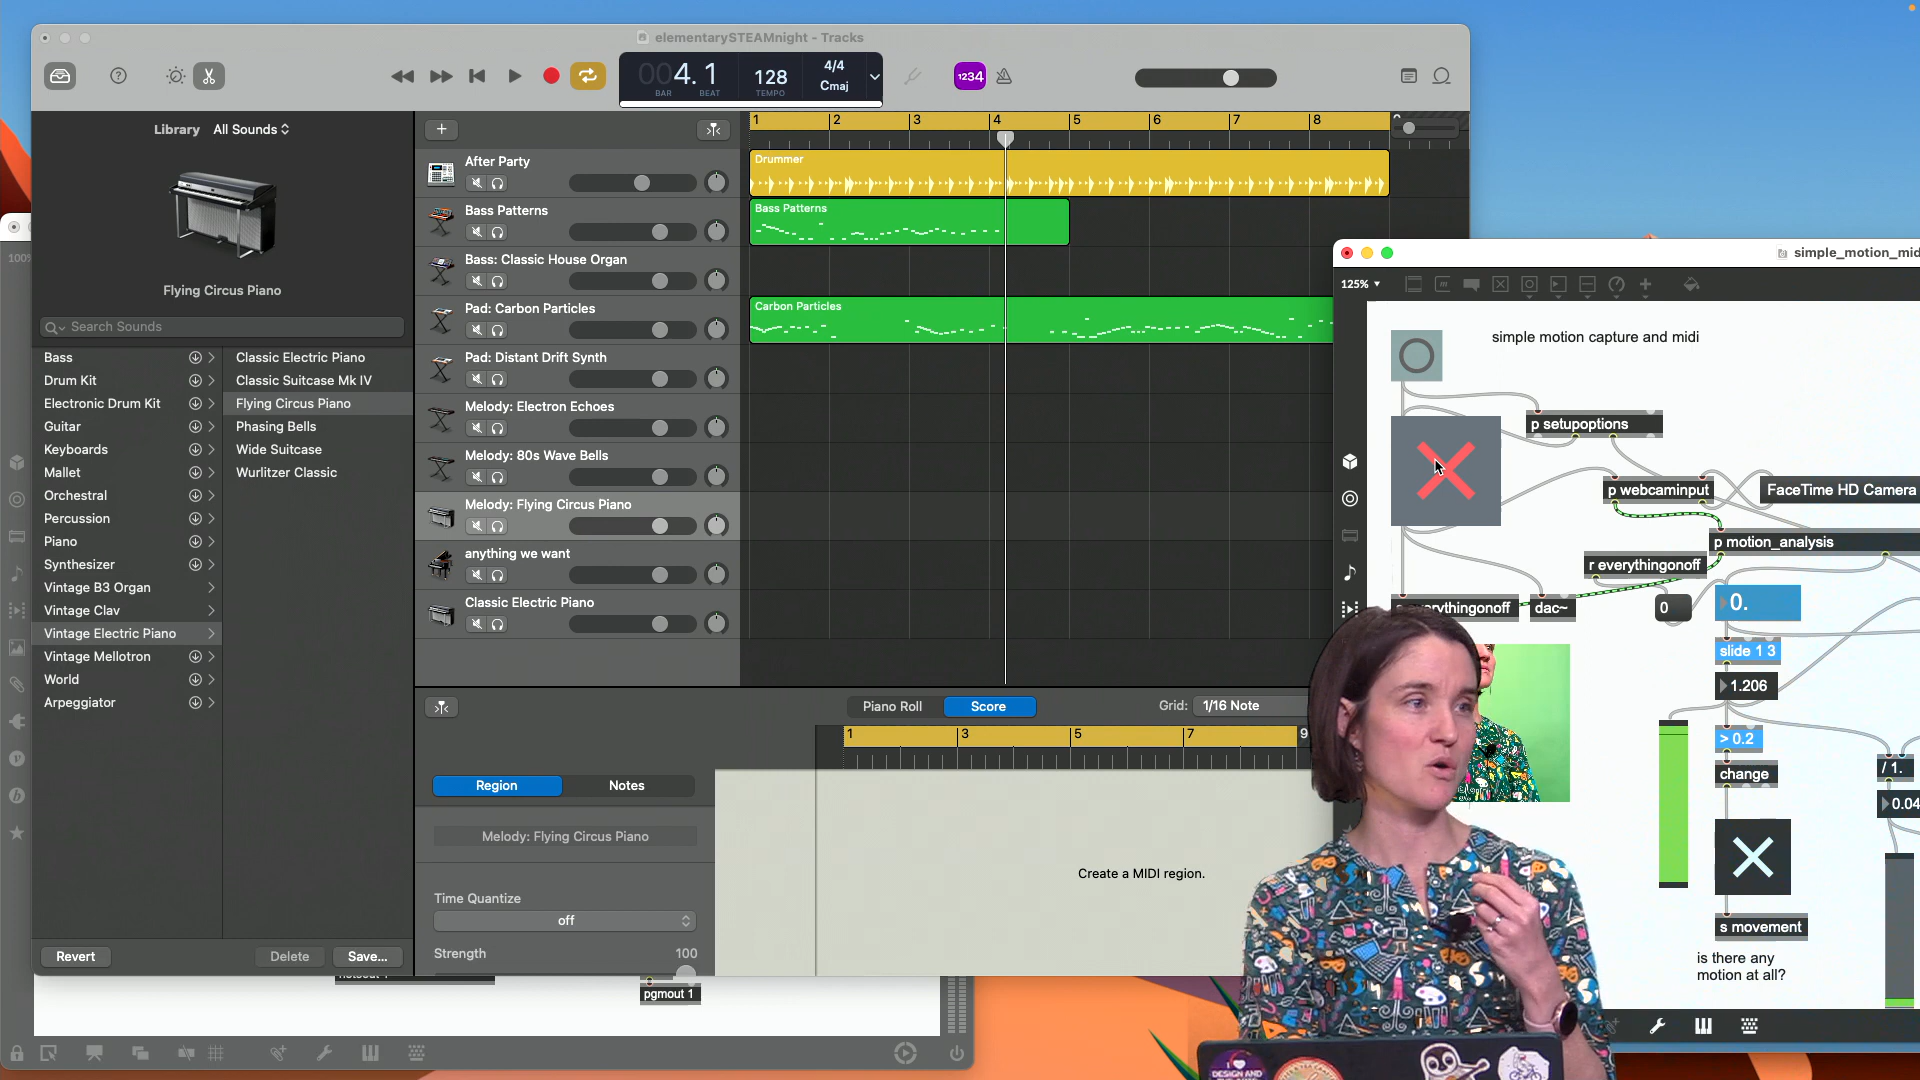 elementarySTEAMnight - Tracks
004. 1
BAR
BEAT
128
TEMPO
4/4
Cmaj
1234
Library
All Sounds
Flying Circus Piano
Search Sounds
Bass
Drum Kit
Electronic Drum Kit
Guitar
Keyboards
Mallet
Orchestral
Percussion
Piano
Synthesizer
Vintage B3 Organ
Vintage Clav
Vintage Electric Piano
Vintage Mellotron
World
Arpeggiator
Classic Electric Piano
Classic Suitcase Mk IV
Flying Circus Piano
Phasing Bells
Wide Suitcase
Wurlitzer Classic
Revert
Delete
Save...
After Party
Bass Patterns
Bass: Classic House Organ
Pad: Carbon Particles
Pad: Distant Drift Synth
Melody: Electron Echoes
Melody: 80s Wave Bells
Melody: Flying Circus Piano
anything we want
Classic Electric Piano
1 2 3 4 5 6 7 8
Drummer
Bass Patterns
Carbon Particles
Piano Roll
Score
Grid:
1/16 Note
1 3 5 7 9
Region
Notes
Melody: Flying Circus Piano
Time Quantize
off
Strength
100
Create a MIDI region.
pgmout 1
100%
simple_motion_mid
125%
simple motion capture and midi
p setupoptions
p webcaminput
FaceTime HD Camera
p motion_analysis
r everythingonoff
erythingonoff
dac~
0
0.
slide 1 3
1.206
> 0.2
change
/ 1.
0.04
s movement
is there any
motion at all?
DESIGN AND